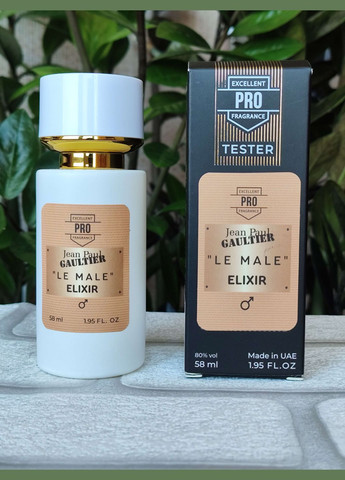 EXCELLENT
PRO
FRAGRANCE
Jean Paul
GAULTIER
"LE MALE"
ELIXIR
58 ml
1.95 FL. OZ
EXCELLENT
PRO
FRAGRANCE
TESTER
EXCELLENT
PRO
FRAGRANCE
Jean Paul
GAULTIER
"LE MALE"
ELIXIR
80% vol
Made in UAE
58 ml
1.95 FL.OZ